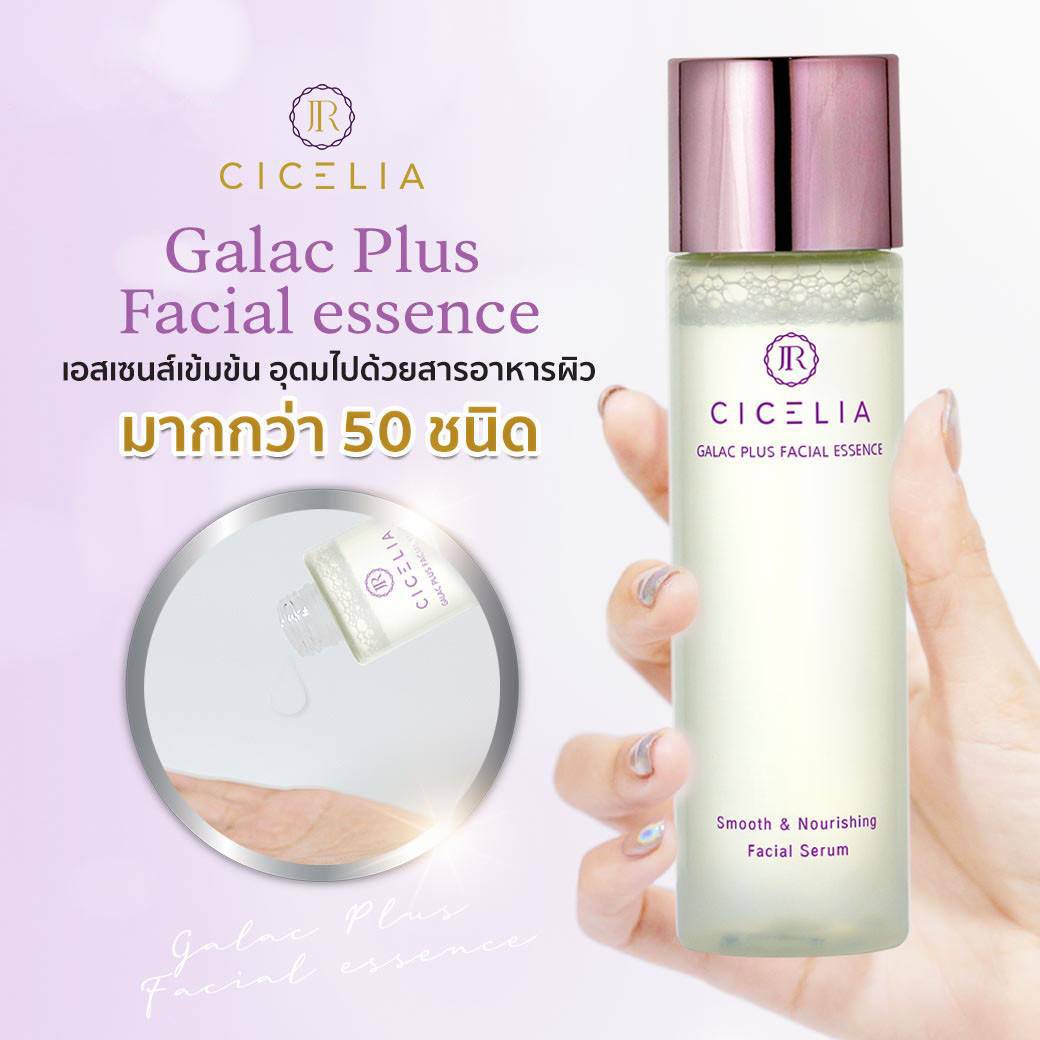 JR
CICELIA
Galac Plus
Facial essence
เอสเซนส์เข้มข้น อุดมไปด้วยสารอาหารผิว
มากกว่า 50 ชนิด
JR
CICELIA
GALAC PLUS FACIAL ESSENCE
Smooth & Nourishing
Facial Serum
JR
CICELIA
GALAC PLUS FACIAL
Galac Plus
Facial essence